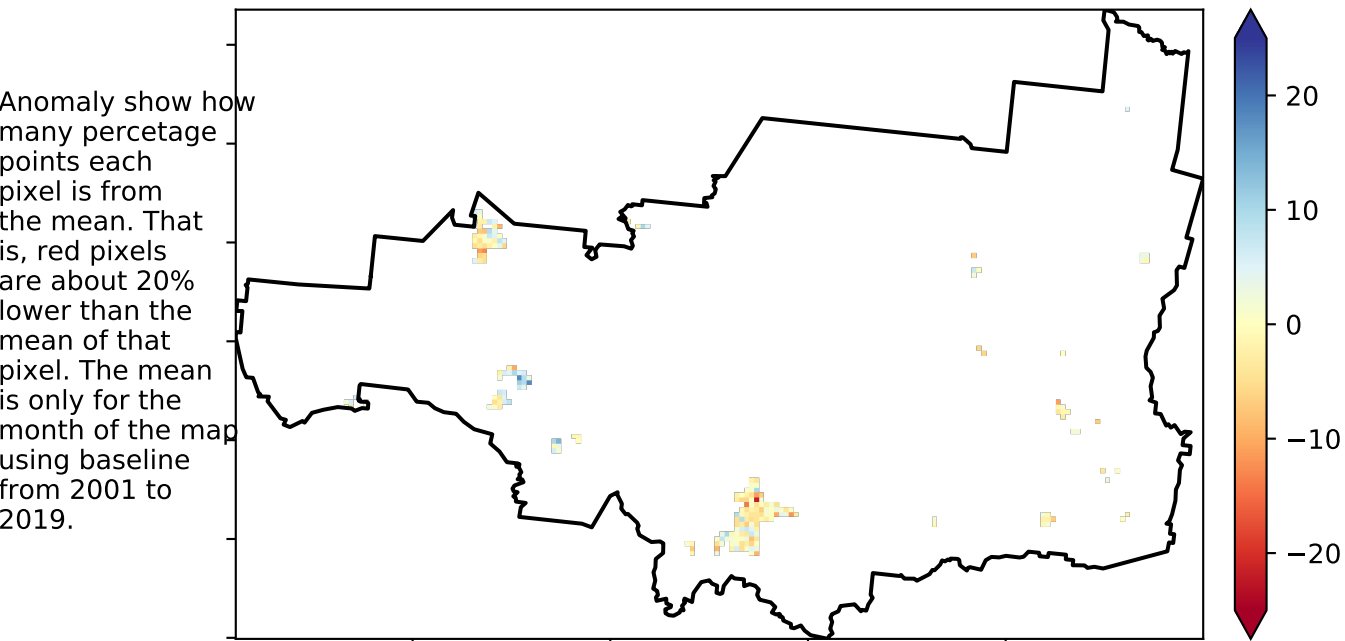 Anomaly show how
many percetage
points each
pixel is from
the mean. That
is, red pixels
are about 20%
lower than the
mean of that
pixel. The mean
is only for the
month of the map
using baseline
from 2001 to
2019.
20
10
0
−10
−20